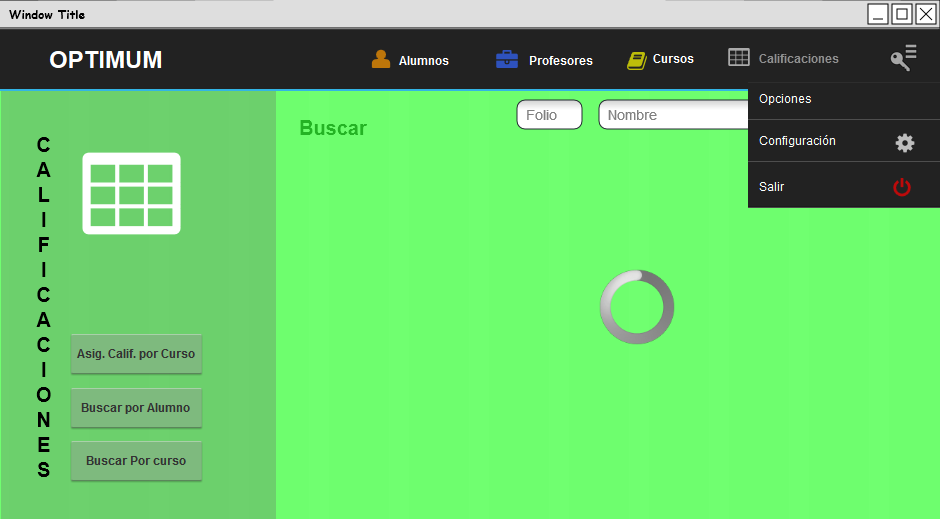 Window Title
OPTIMUM
Alumnos
Profesores
Cursos
Calificaciones
Opciones
Configuración
Salir
Buscar
Folio
Nombre
CALIFICACIONES
Asig. Calif. por Curso
Buscar por Alumno
Buscar Por curso